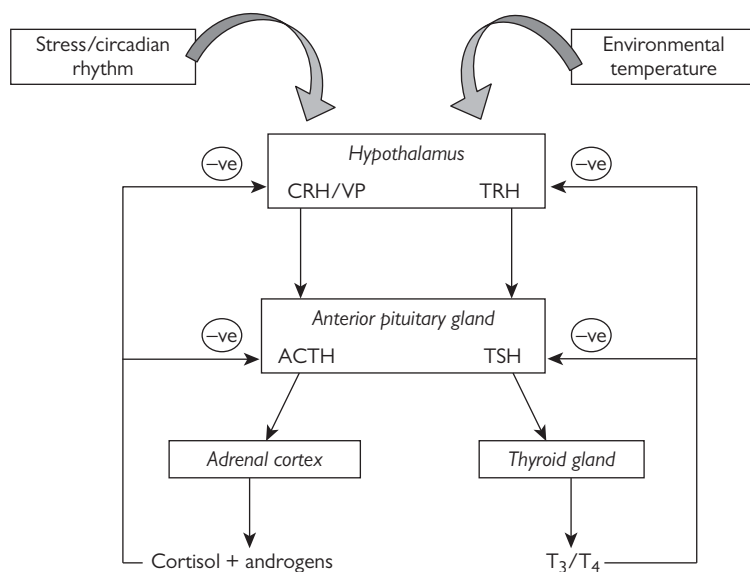 Stress/circadian
rhythm
Environmental
temperature
–ve
Hypothalamus
–ve
CRH/VP TRH
–ve
Anterior pituitary gland
–ve
ACTH TSH
Adrenal cortex
Thyroid gland
Cortisol + androgens
T₃/T₄